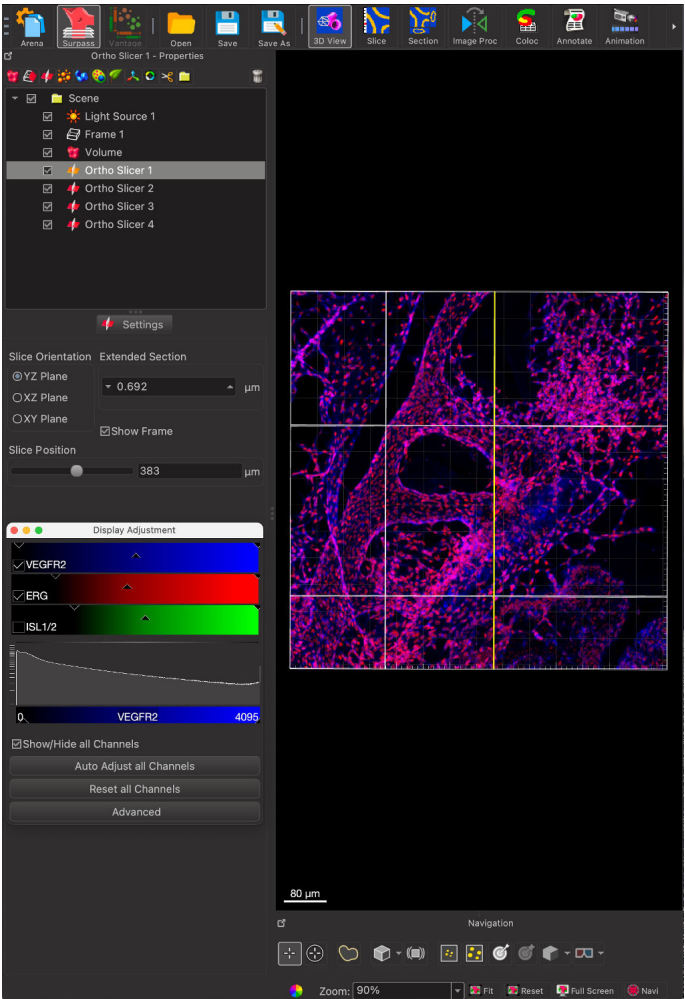 Arena Surpass Vantage Open Save Save As 3D View Slice Section Image Proc Coloc Annotate Animation
Ortho Slicer 1 - Properties
Scene
Light Source 1
Frame 1
Volume
Ortho Slicer 1
Ortho Slicer 2
Ortho Slicer 3
Ortho Slicer 4
Settings
Slice Orientation Extended Section
YZ Plane
0.692 μm
XZ Plane
XY Plane
Show Frame
Slice Position
383 μm
Display Adjustment
VEGFR2
ERG
ISL1/2
0 VEGFR2 4095
Show/Hide all Channels
Auto Adjust all Channels
Reset all Channels
Advanced
80 μm
Navigation
Zoom: 90% Fit Reset Full Screen Navi